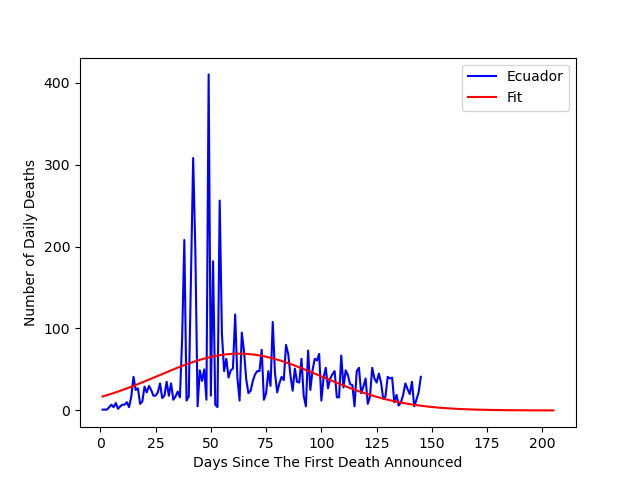 Ecuador
Fit
400
300
200
100
0
Number of Daily Deaths
0 25 50 75 100 125 150 175 200
Days Since The First Death Announced